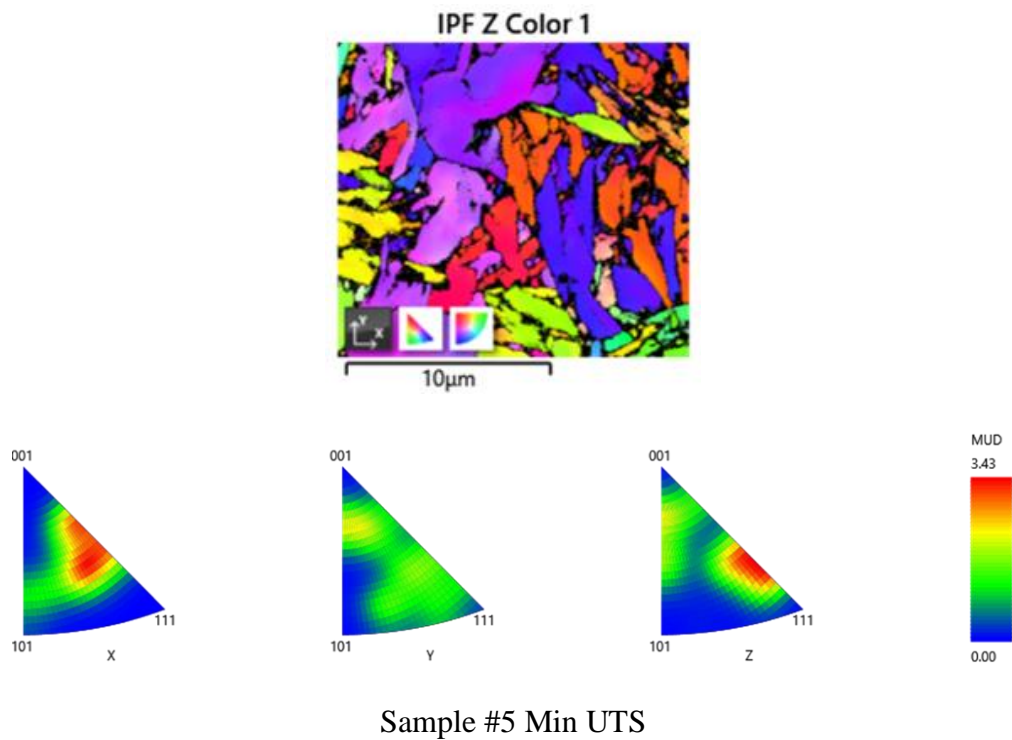 IPF Z Color 1
Y
X
10μm
MUD
001 001 001 3.43
111 111 111
101 101 101 0.00
X Y Z
Sample #5 Min UTS